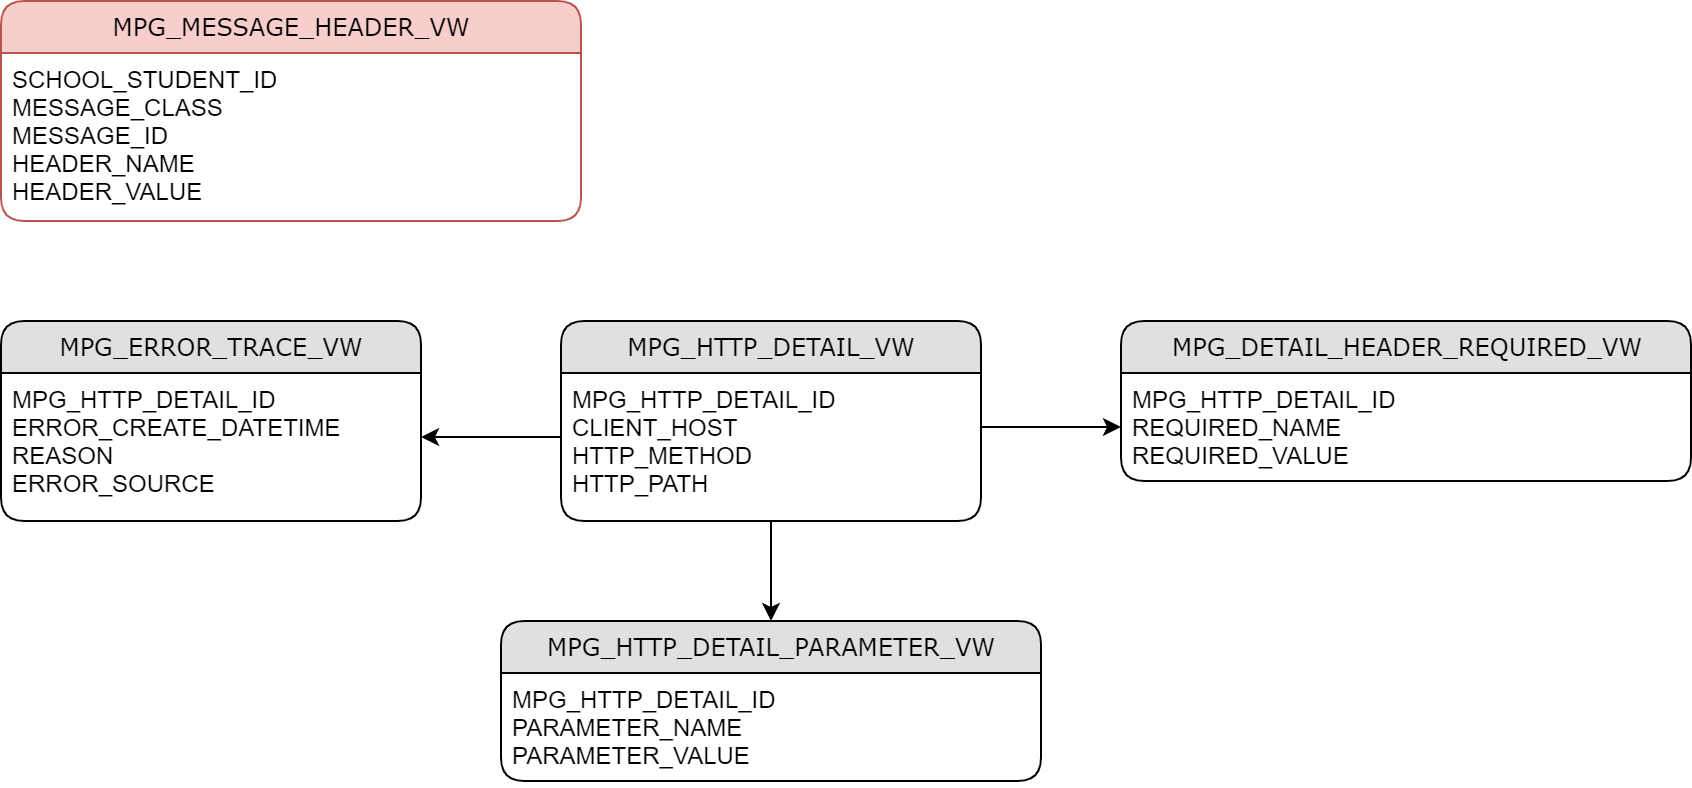 MPG_MESSAGE_HEADER_VW
SCHOOL_STUDENT_ID
MESSAGE_CLASS
MESSAGE_ID
HEADER_NAME
HEADER_VALUE
MPG_ERROR_TRACE_VW
MPG_HTTP_DETAIL_ID
ERROR_CREATE_DATETIME
REASON
ERROR_SOURCE
MPG_HTTP_DETAIL_VW
MPG_HTTP_DETAIL_ID
CLIENT_HOST
HTTP_METHOD
HTTP_PATH
MPG_DETAIL_HEADER_REQUIRED_VW
MPG_HTTP_DETAIL_ID
REQUIRED_NAME
REQUIRED_VALUE
MPG_HTTP_DETAIL_PARAMETER_VW
MPG_HTTP_DETAIL_ID
PARAMETER_NAME
PARAMETER_VALUE